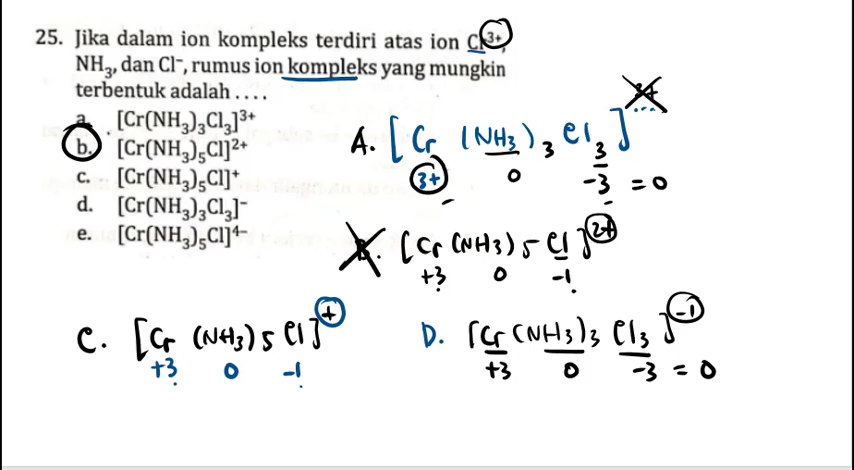 25. Jika dalam ion kompleks terdiri atas ion Cr³⁺,
NH₃, dan Cl⁻, rumus ion kompleks yang mungkin
terbentuk adalah ....
a. [Cr(NH₃)₃Cl₃]³⁺
b. [Cr(NH₃)₅Cl]²⁺
c. [Cr(NH₃)₅Cl]⁺
d. [Cr(NH₃)₃Cl₃]⁻
e. [Cr(NH₃)₅Cl]⁴⁻
A. [Cr (NH₃)₃ Cl₃]
3+ 0 -3 = 0
B. [Cr (NH₃)5 Cl]²⁺
+3 0 -1
C. [Cr (NH₃)5 Cl]⁺
+3 0 -1
D. [Cr (NH₃)₃ Cl₃]⁻¹
+3 0 -3 = 0